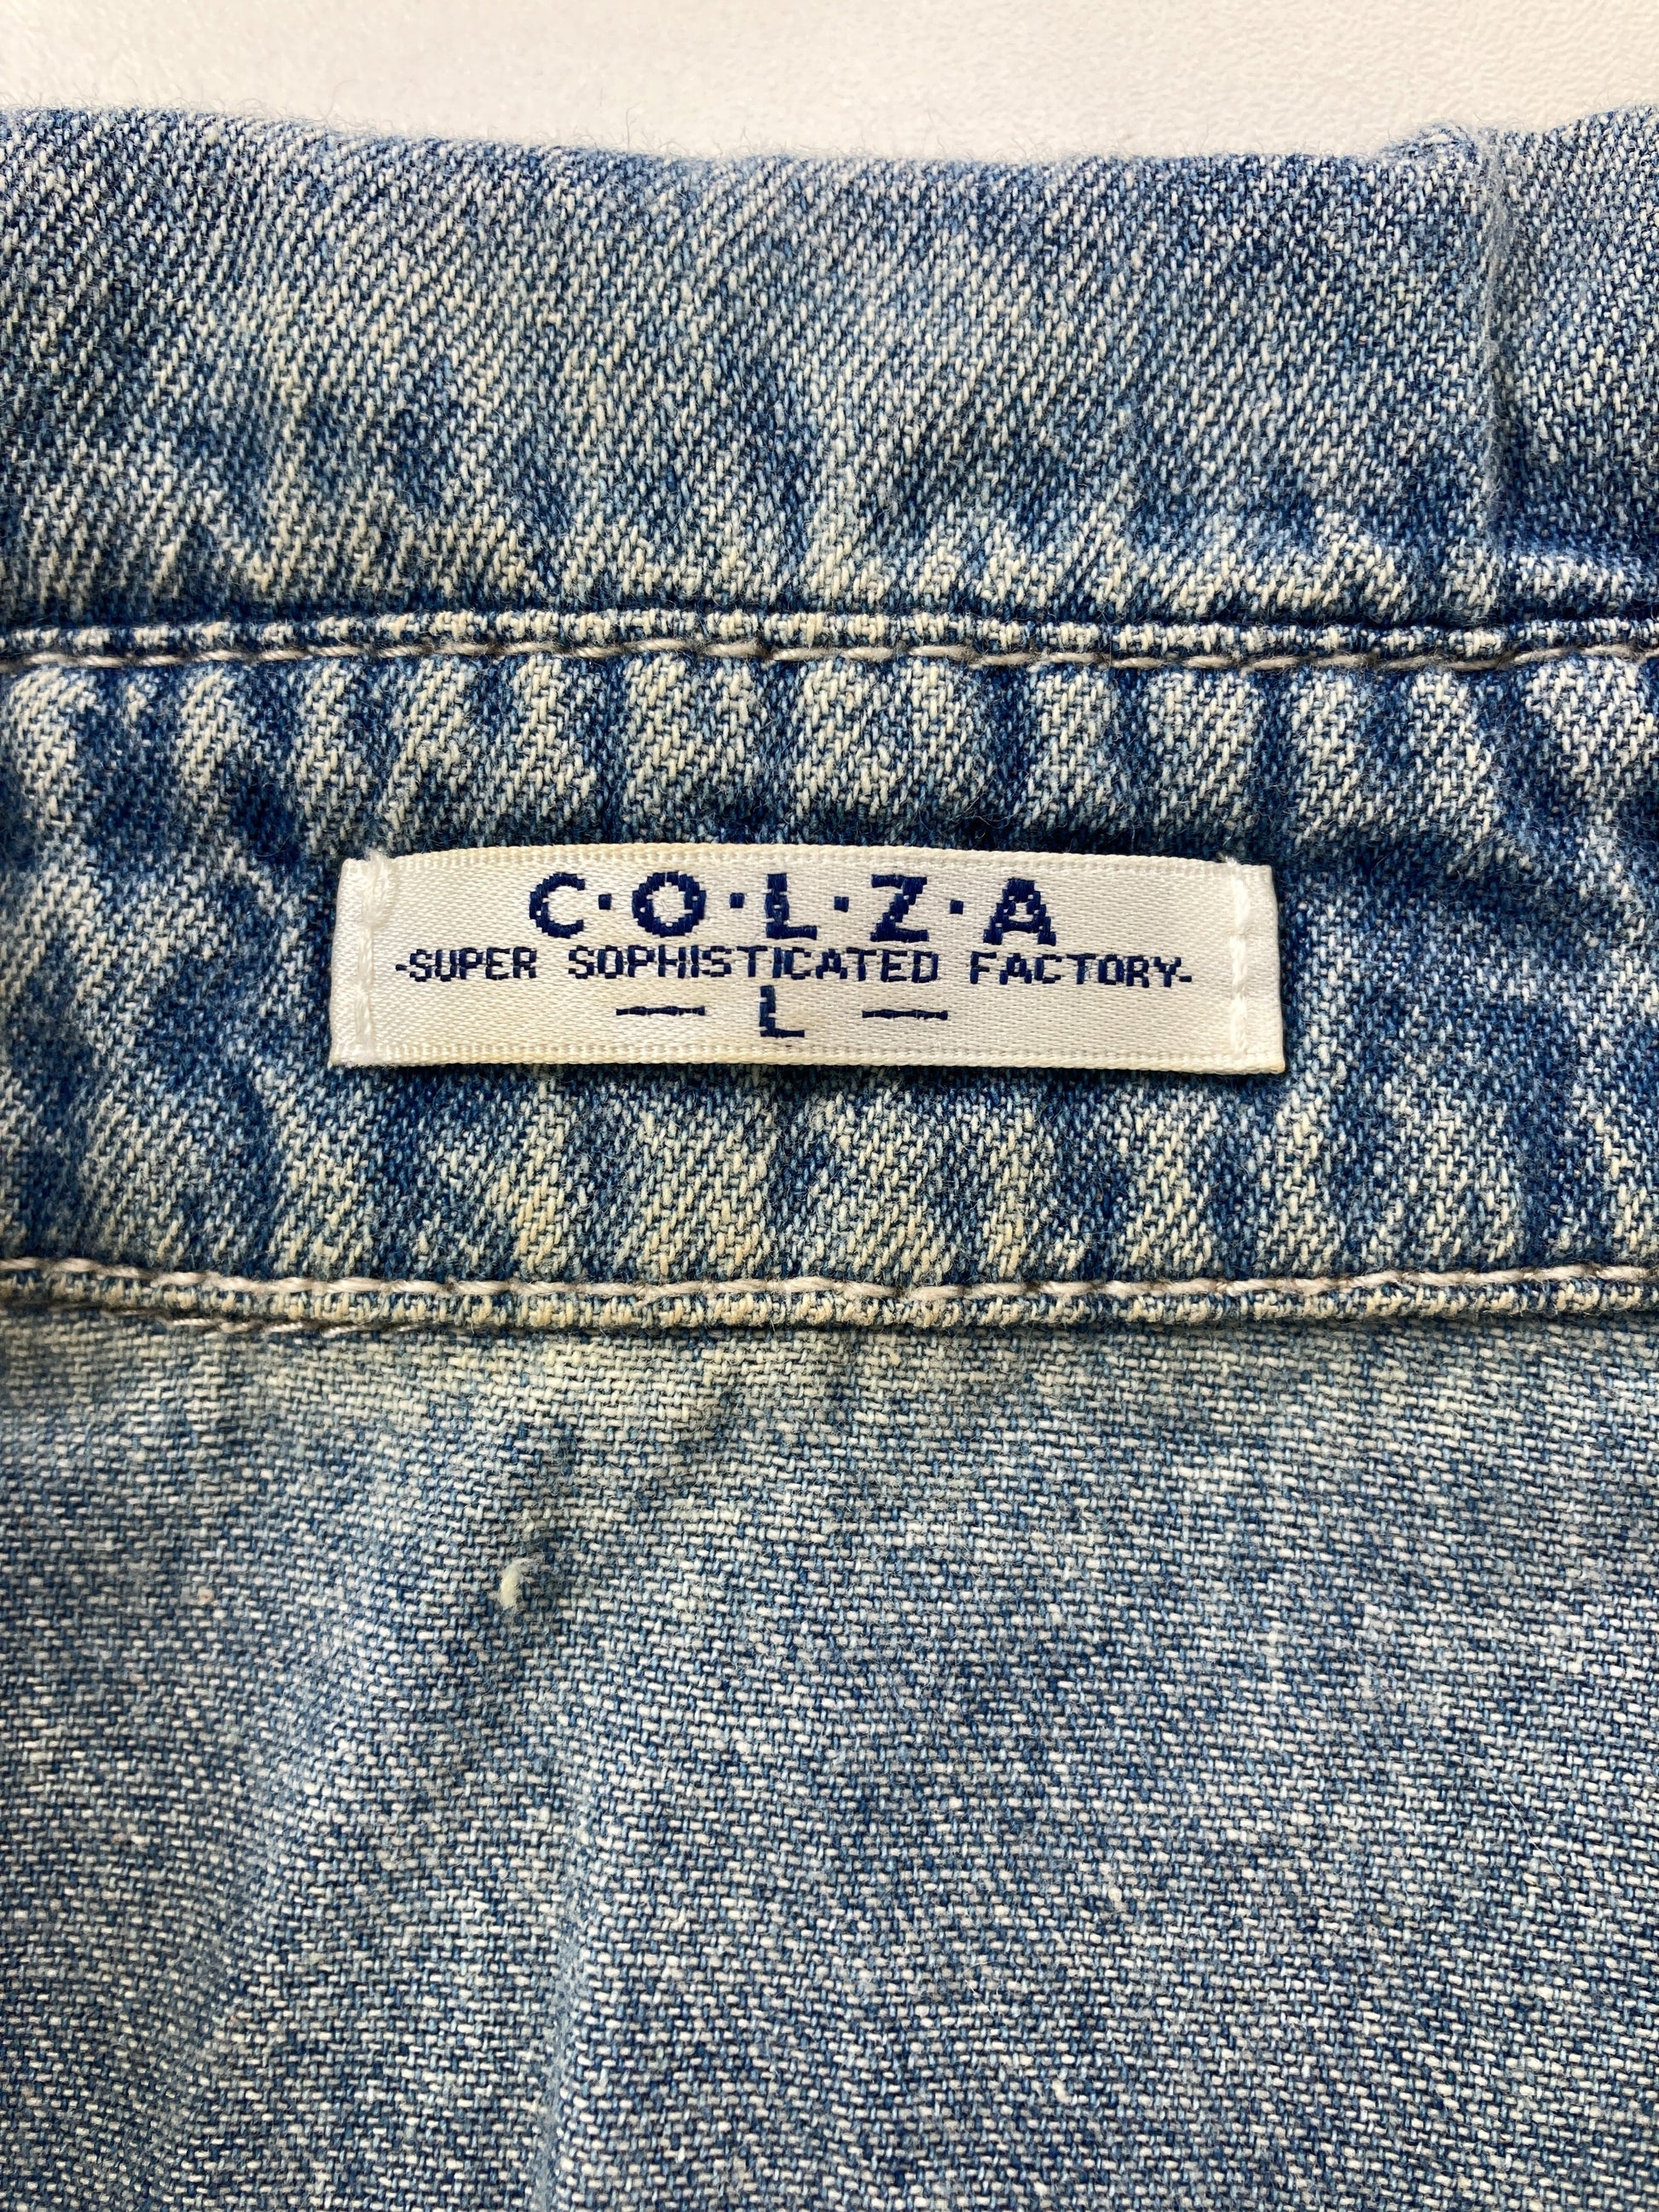 C·O·L·Z·A
-SUPER SOPHISTICATED FACTORY-
— L —